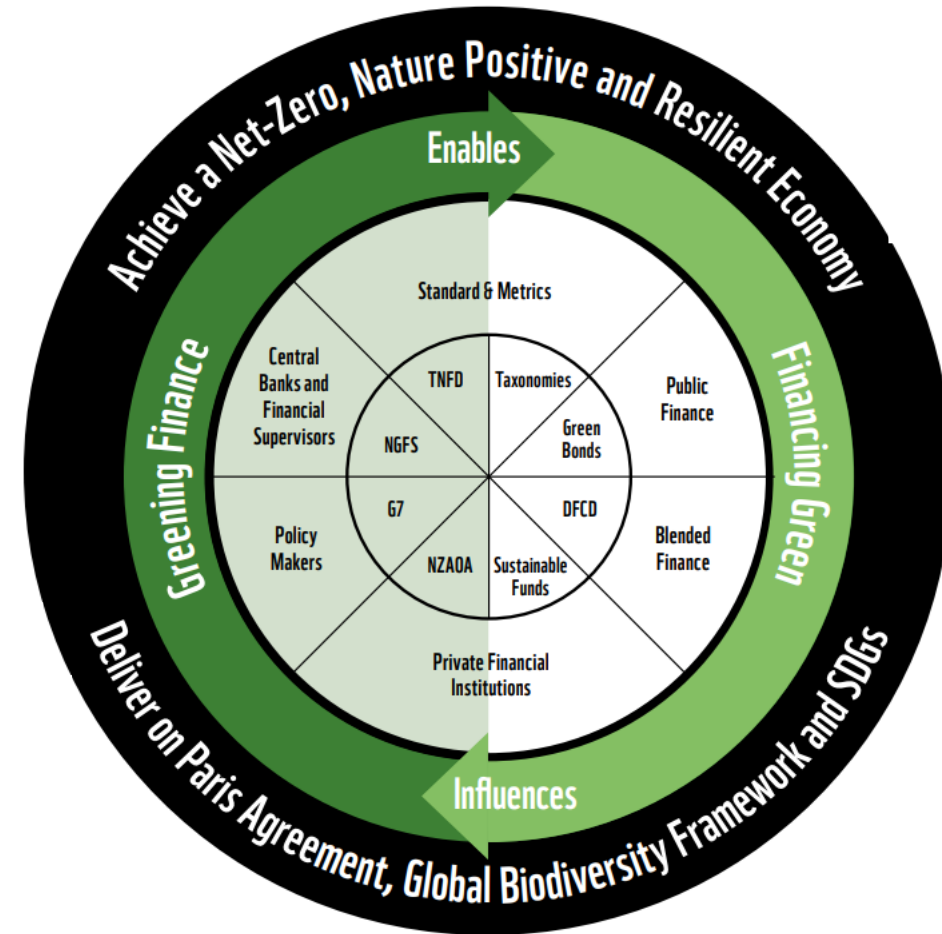 Achieve a Net-Zero, Nature Positive and Resilient Economy
Enables
Greening Finance
Financing Green
Standard & Metrics
Central
Banks and
Financial
Supervisors
TNFD
Taxonomies
Public
Finance
NGFS
Green
Bonds
Policy
Makers
G7
DFCD
Blended
Finance
NZAOA
Sustainable
Funds
Private Financial
Institutions
Influences
Deliver on Paris Agreement, Global Biodiversity Framework and SDGs